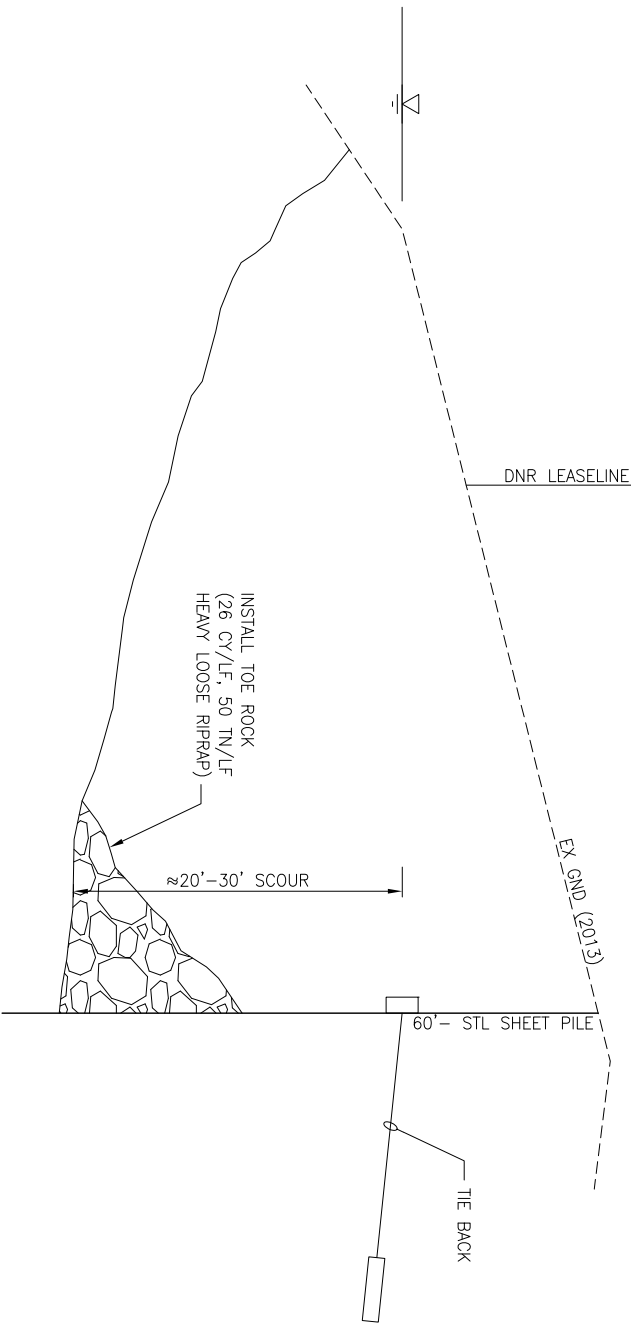 DNR LEASELINE
EX GND (2013)
INSTALL TOE ROCK
(26 CY/LF, 50 TN/LF
HEAVY LOOSE RIPRAP)
≈20'-30' SCOUR
60'- STL SHEET PILE
TIE BACK